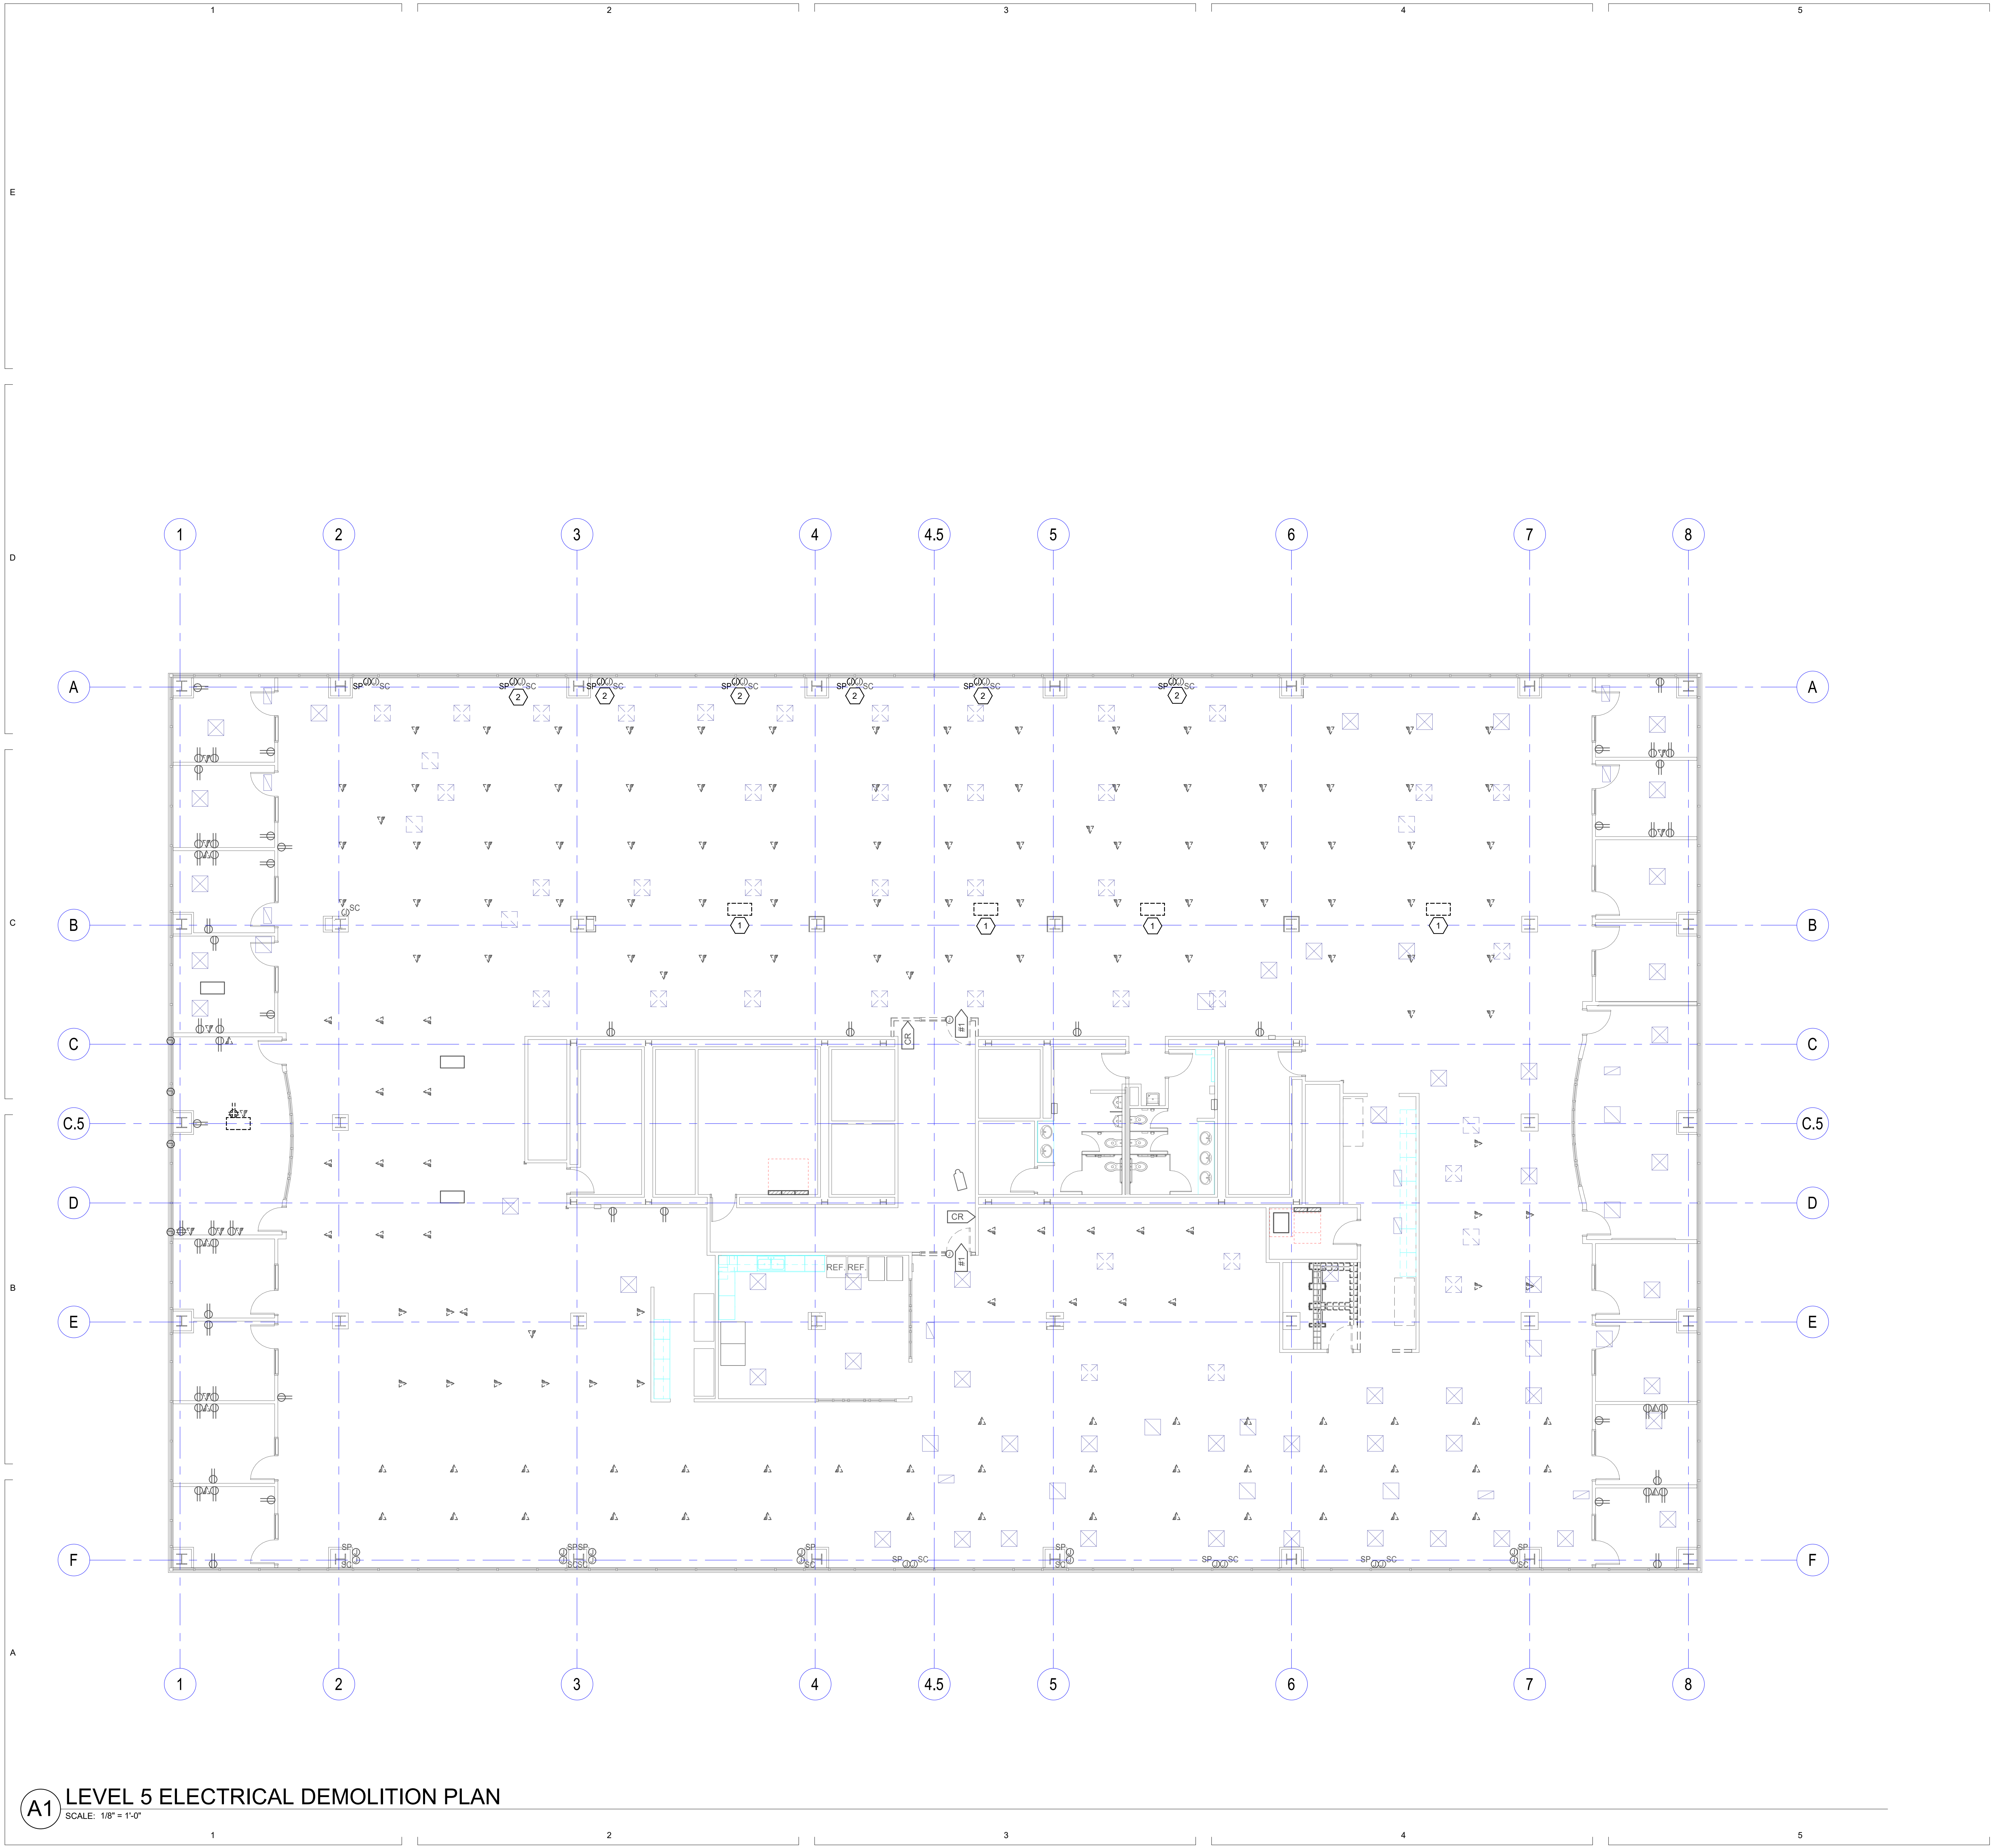 1 2 3 4 5
E
D
1 2 3 4 4.5 5 6 7 8
A A
SP SC SP SC SP SC SP SC SP SC SP SC SP SC
2 2 2 2 2 2
C
SC
B B
1 1 1 1
#1
CR
C C
C.5 C.5
D D
CR
#1
REF. REF.
B
E E
SP SP SP SP SP SP
SP SC SP SC SP SC
F F
SC SC SC SC SC
A
1 2 3 4 4.5 5 6 7 8
A1 LEVEL 5 ELECTRICAL DEMOLITION PLAN
SCALE: 1/8" = 1'-0"
1 2 3 4 5